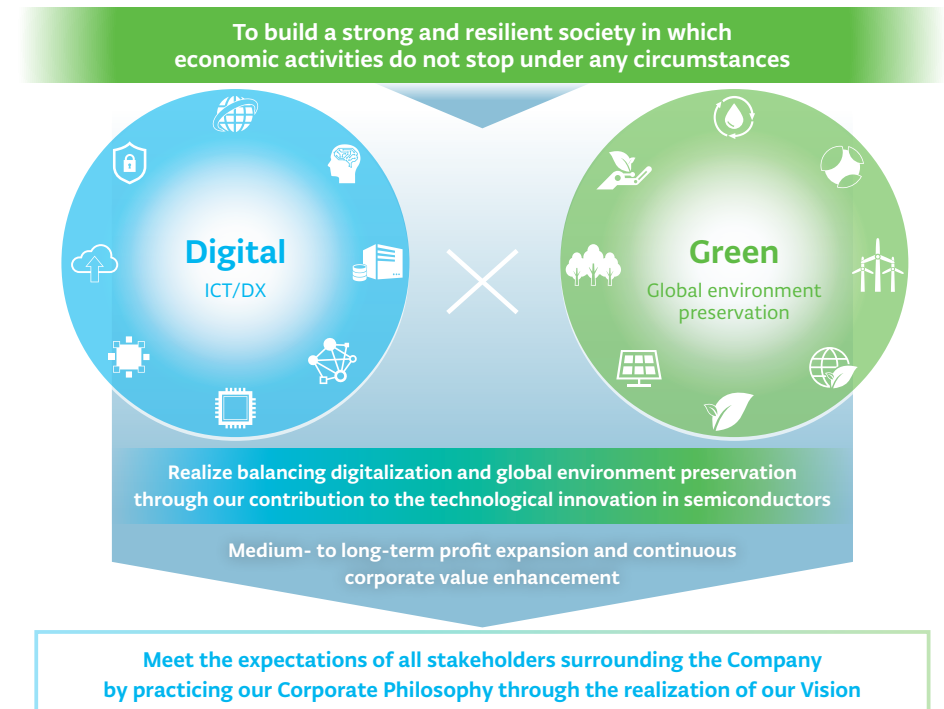 To build a strong and resilient society in which
economic activities do not stop under any circumstances
Digital
ICT/DX
Green
Global environment
preservation
Realize balancing digitalization and global environment preservation
through our contribution to the technological innovation in semiconductors
Medium- to long-term profit expansion and continuous
corporate value enhancement
Meet the expectations of all stakeholders surrounding the Company
by practicing our Corporate Philosophy through the realization of our Vision